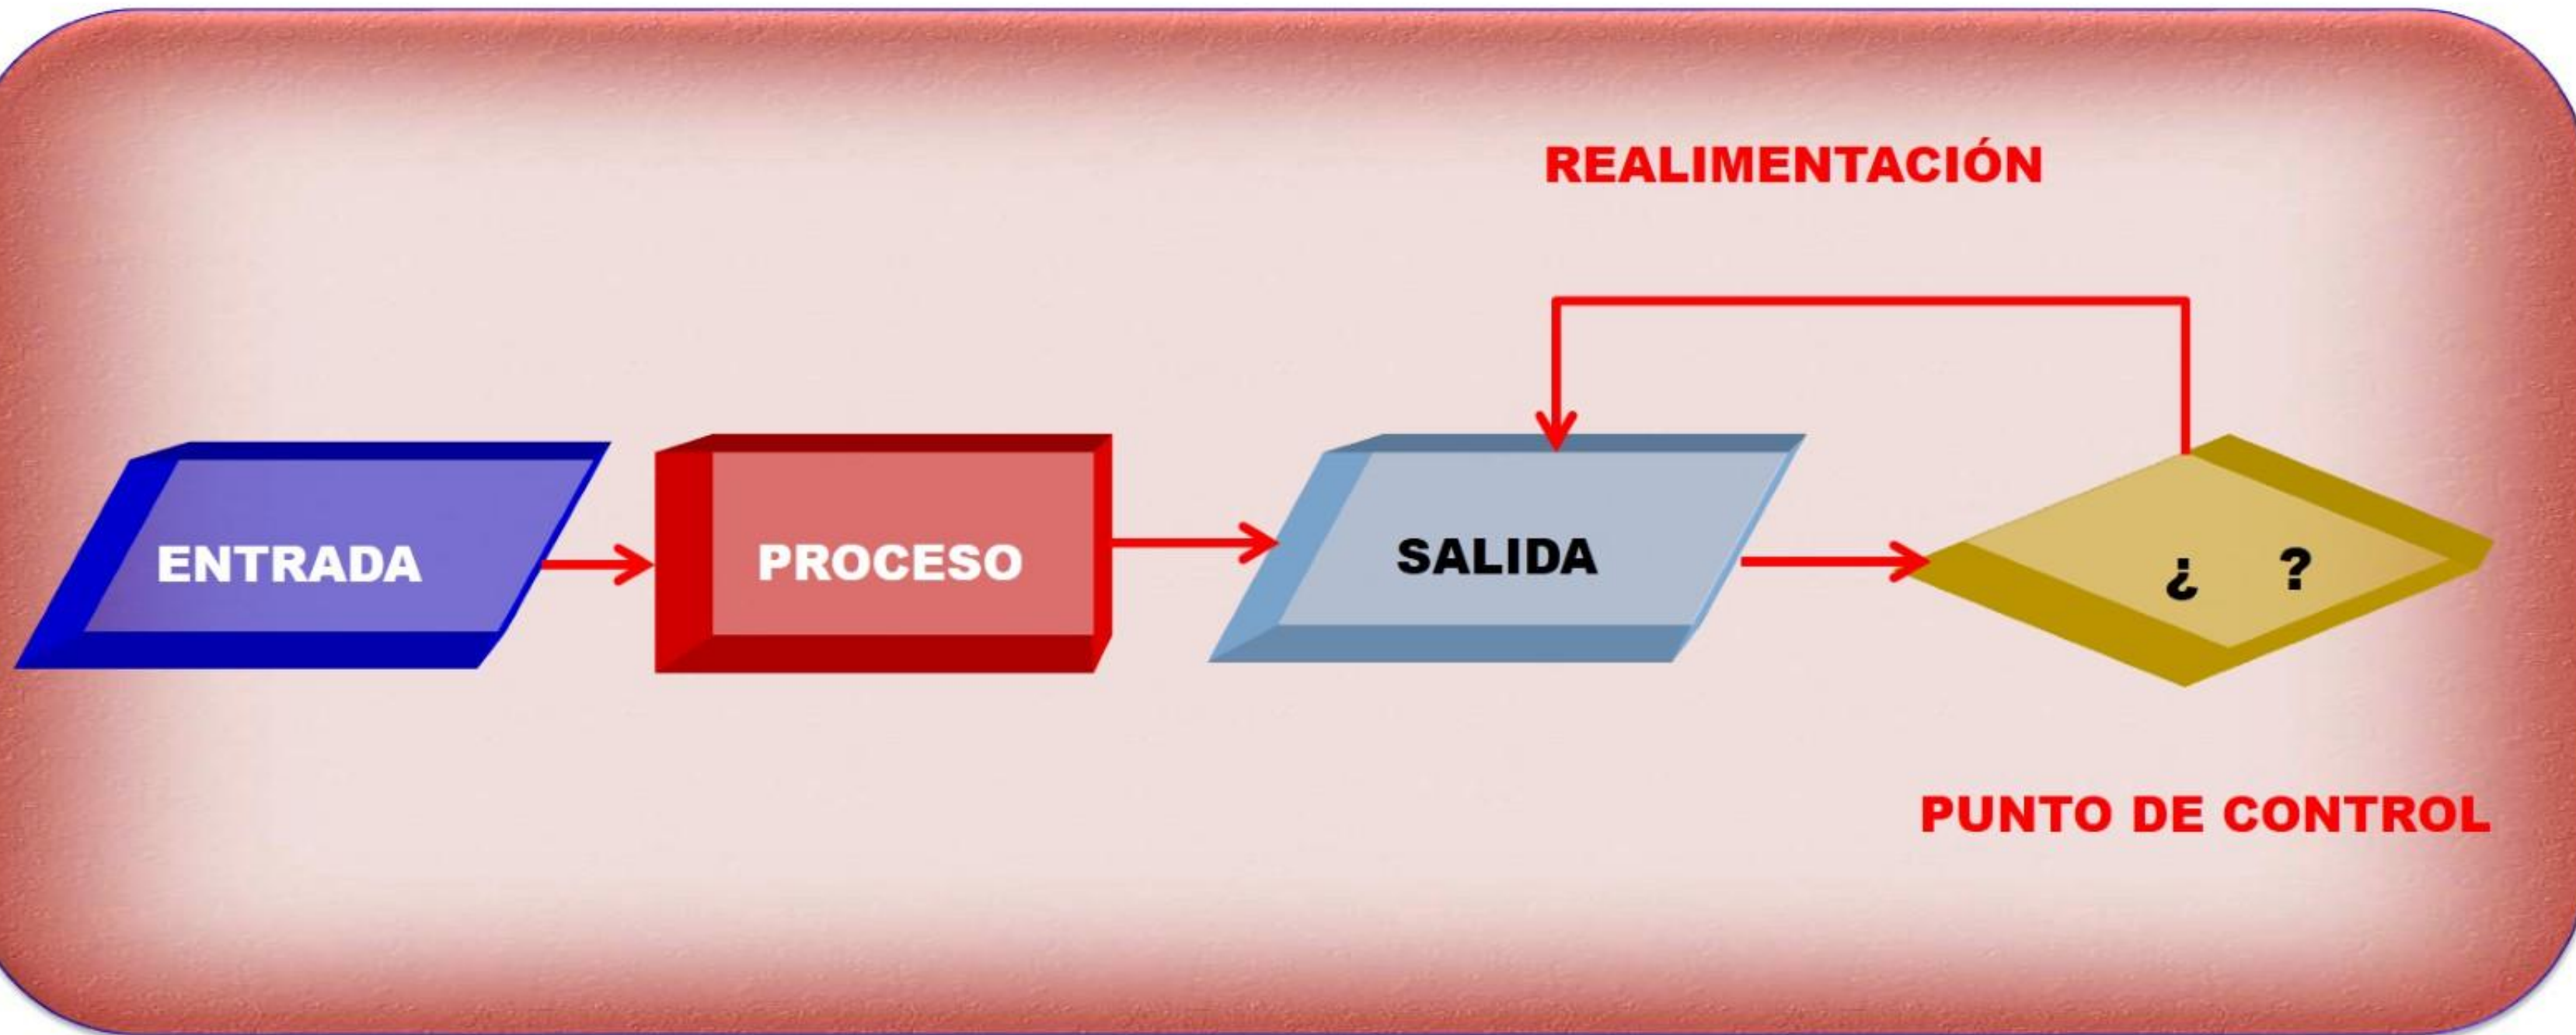 REALIMENTACIÓN
ENTRADA
PROCESO
SALIDA
¿ ?
PUNTO DE CONTROL